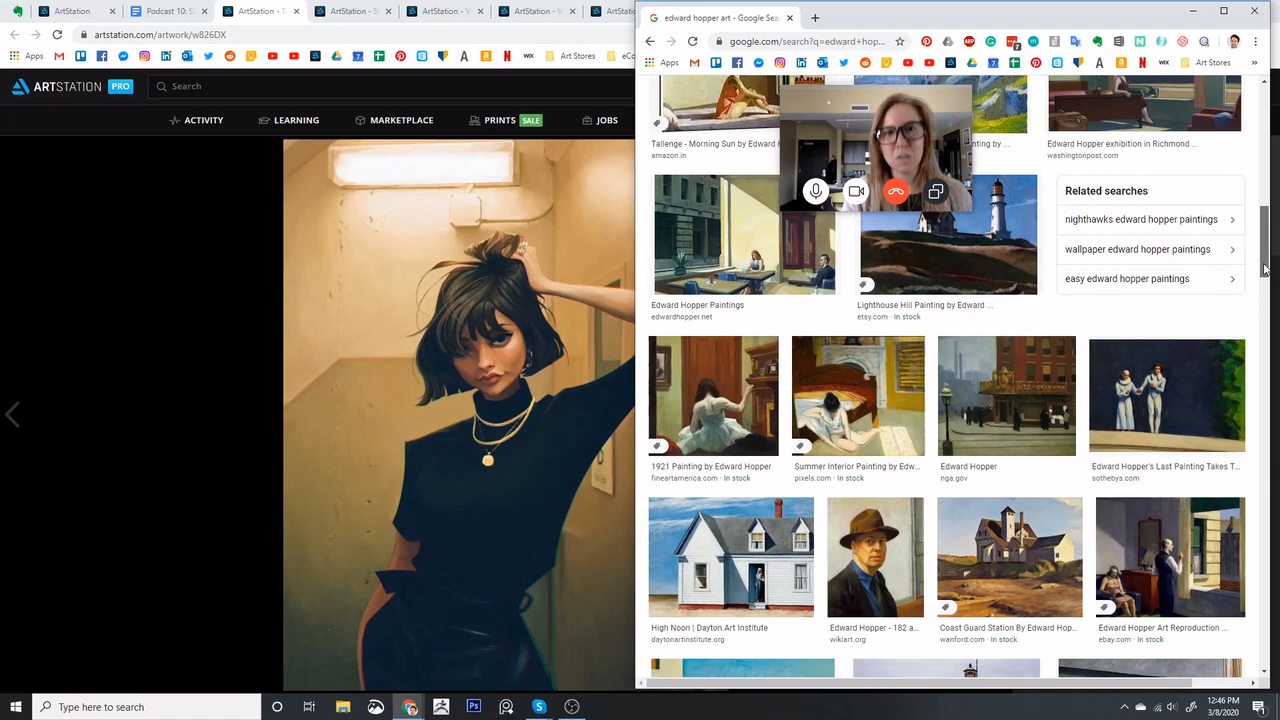 ArtStation
Podcast 10: S
ArtStation - T
ArtStation - S
ArtStation - V
ArtStation - V
ArtStation
artstation.com/artwork/w826DX
Apps
Art Stores
eCo
ARTSTATION PRO
Search
ACTIVITY
LEARNING
MARKETPLACE
PRINTS SALE
JOBS
edward hopper art - Google Sea
google.com/search?q=edward+hop...
Apps
WIX
Art Stores
Tallenge - Morning Sun by Edward H
amazon.in
nting by ...
Edward Hopper exhibition in Richmond ...
washingtonpost.com
Edward Hopper Paintings
edwardhopper.net
Lighthouse Hill Painting by Edward ...
etsy.com · In stock
Related searches
nighthawks edward hopper paintings
wallpaper edward hopper paintings
easy edward hopper paintings
1921 Painting by Edward Hopper
fineartamerica.com · In stock
Summer Interior Painting by Edw...
pixels.com · In stock
Edward Hopper
nga.gov
Edward Hopper's Last Painting Takes T...
sothebys.com
High Noon | Dayton Art Institute
daytonartinstitute.org
Edward Hopper - 182 a...
wikiart.org
Coast Guard Station By Edward Hop...
wanford.com · In stock
Edward Hopper Art Reproduction ...
ebay.com · In stock
Type here to search
12:46 PM
3/8/2020